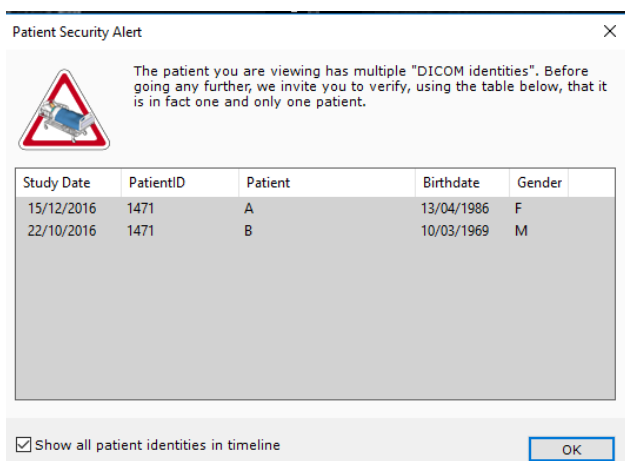 Patient Security Alert
The patient you are viewing has multiple "DICOM identities". Before
going any further, we invite you to verify, using the table below, that it
is in fact one and only one patient.
Study Date PatientID Patient Birthdate Gender
15/12/2016 1471 A 13/04/1986 F
22/10/2016 1471 B 10/03/1969 M
Show all patient identities in timeline
OK